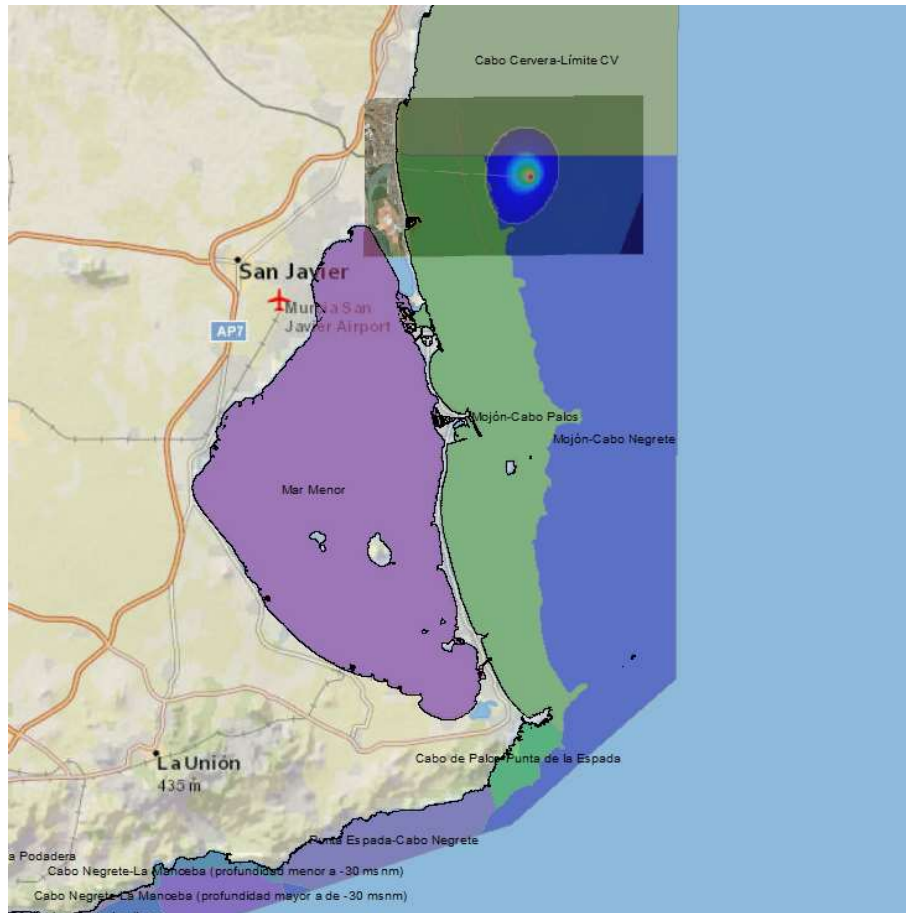 Cabo Cervera-Límite CV
San Javier
Murcia San
Javier Airport
AP7
Mojón-Cabo Palos
Mojón-Cabo Negrete
Mar Menor
La Unión
435 m
Cabo de Palos-Punta de la Espada
Punta Espada-Cabo Negrete
a Podadera
Cabo Negrete-La Manceba (profundidad menor a -30 msnm)
Cabo Negrete-La Manceba (profundidad mayor a de -30 msnm)